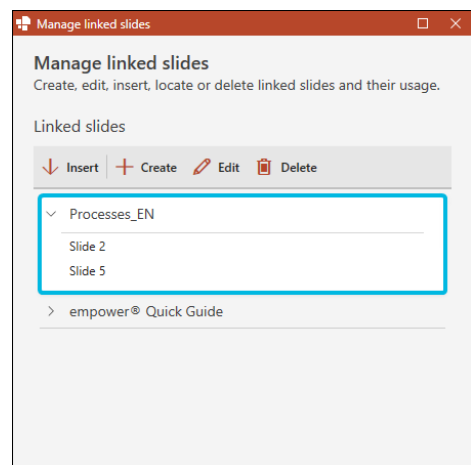 Manage linked slides
Manage linked slides
Create, edit, insert, locate or delete linked slides and their usage.
Linked slides
Insert Create Edit Delete
Processes_EN
Slide 2
Slide 5
empower® Quick Guide